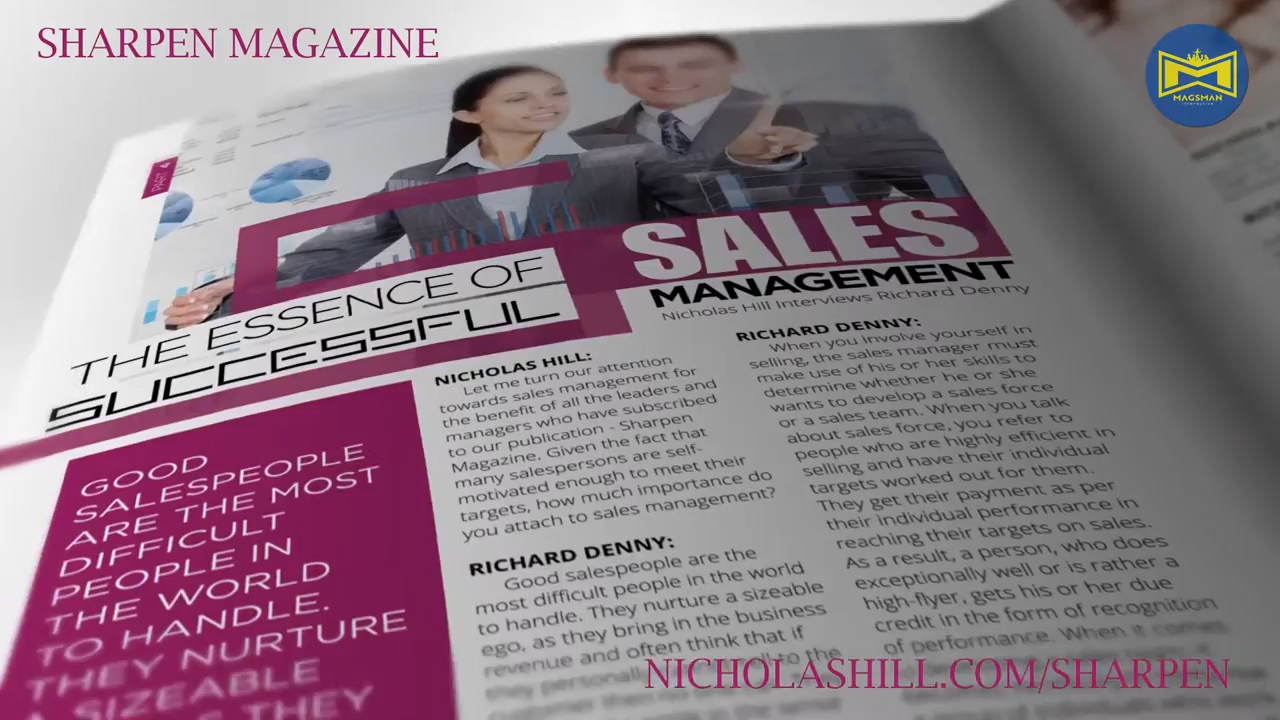 SHARPEN MAGAZINE
MAGSMAN
PART 4
THE ESSENCE OF
SUCCESSFUL
SALES
MANAGEMENT
Nicholas Hill Interviews Richard Denny
GOOD
SALESPEOPLE
ARE THE MOST
DIFFICULT
PEOPLE IN
THE WORLD
TO HANDLE.
THEY NURTURE
A SIZEABLE
THEY
NICHOLAS HILL:
Let me turn our attention
towards sales management for
the benefit of all the leaders and
managers who have subscribed
to our publication - Sharpen
Magazine. Given the fact that
many salespersons are self-
motivated enough to meet their
targets, how much importance do
you attach to sales management?
RICHARD DENNY:
Good salespeople are the
most difficult people in the world
to handle. They nurture a sizeable
ego, as they bring in the business
revenue and often think that if
they personally to the
RICHARD DENNY:
When you involve yourself in
selling, the sales manager must
make use of his or her skills to
determine whether he or she
wants to develop a sales force
or a sales team. When you talk
about sales force, you refer to
people who are highly efficient in
selling and have their individual
targets worked out for them.
They get their payment as per
their individual performance in
reaching their targets on sales.
As a result, a person, who does
exceptionally well or is rather a
high-flyer, gets his or her due
credit in the form of recognition
of performance. When it comes
NICHOLASHILL.COM/SHARPEN